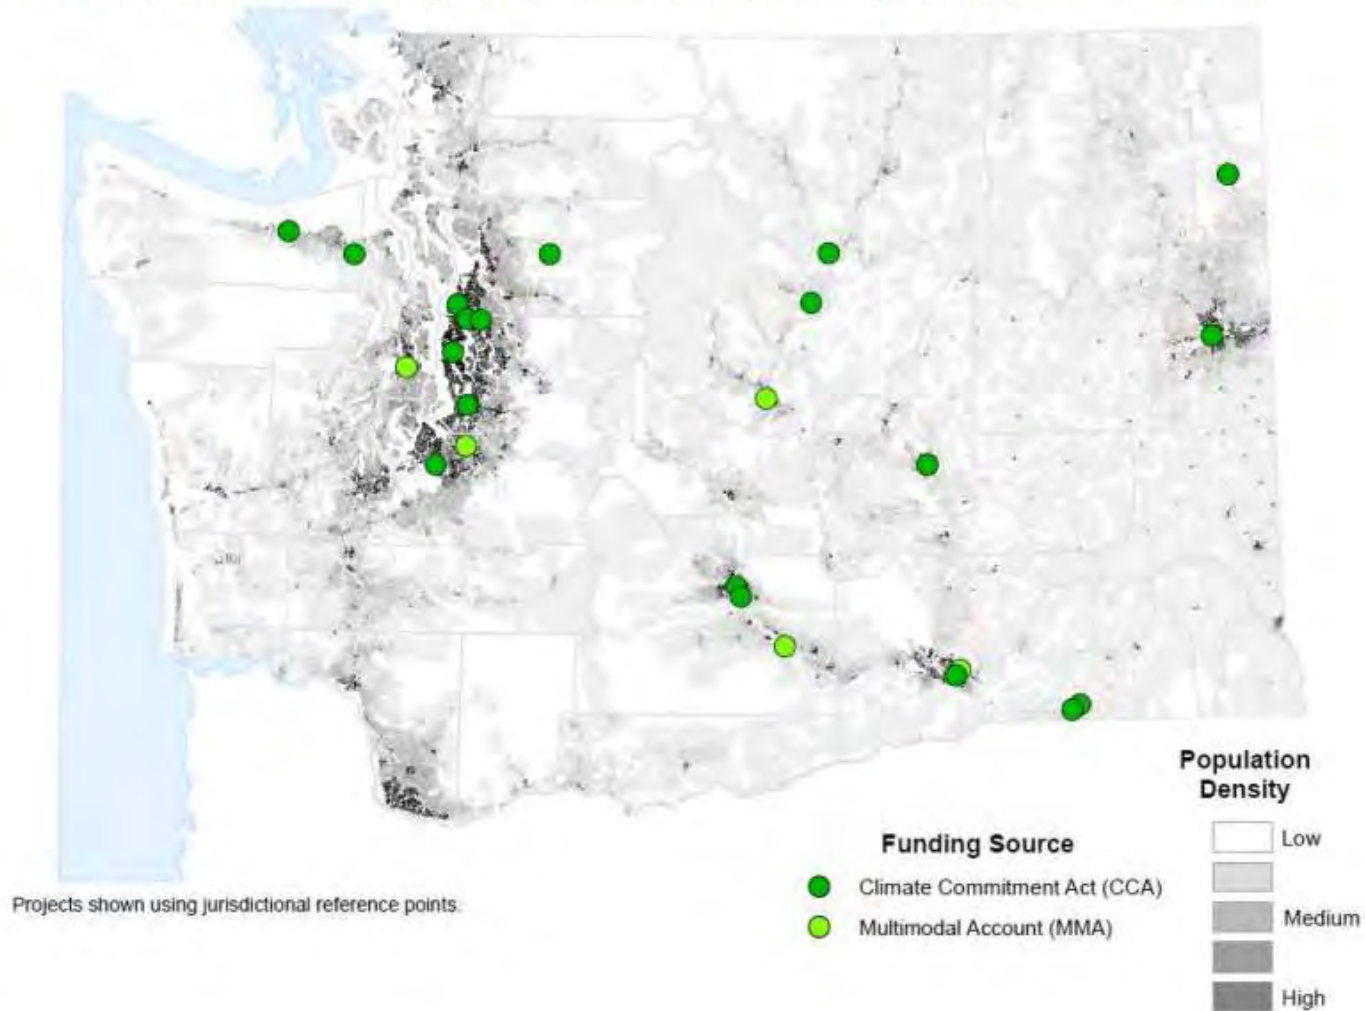 Projects shown using jurisdictional reference points.
Funding Source
Climate Commitment Act (CCA)
Multimodal Account (MMA)
Population
Density
Low
Medium
High